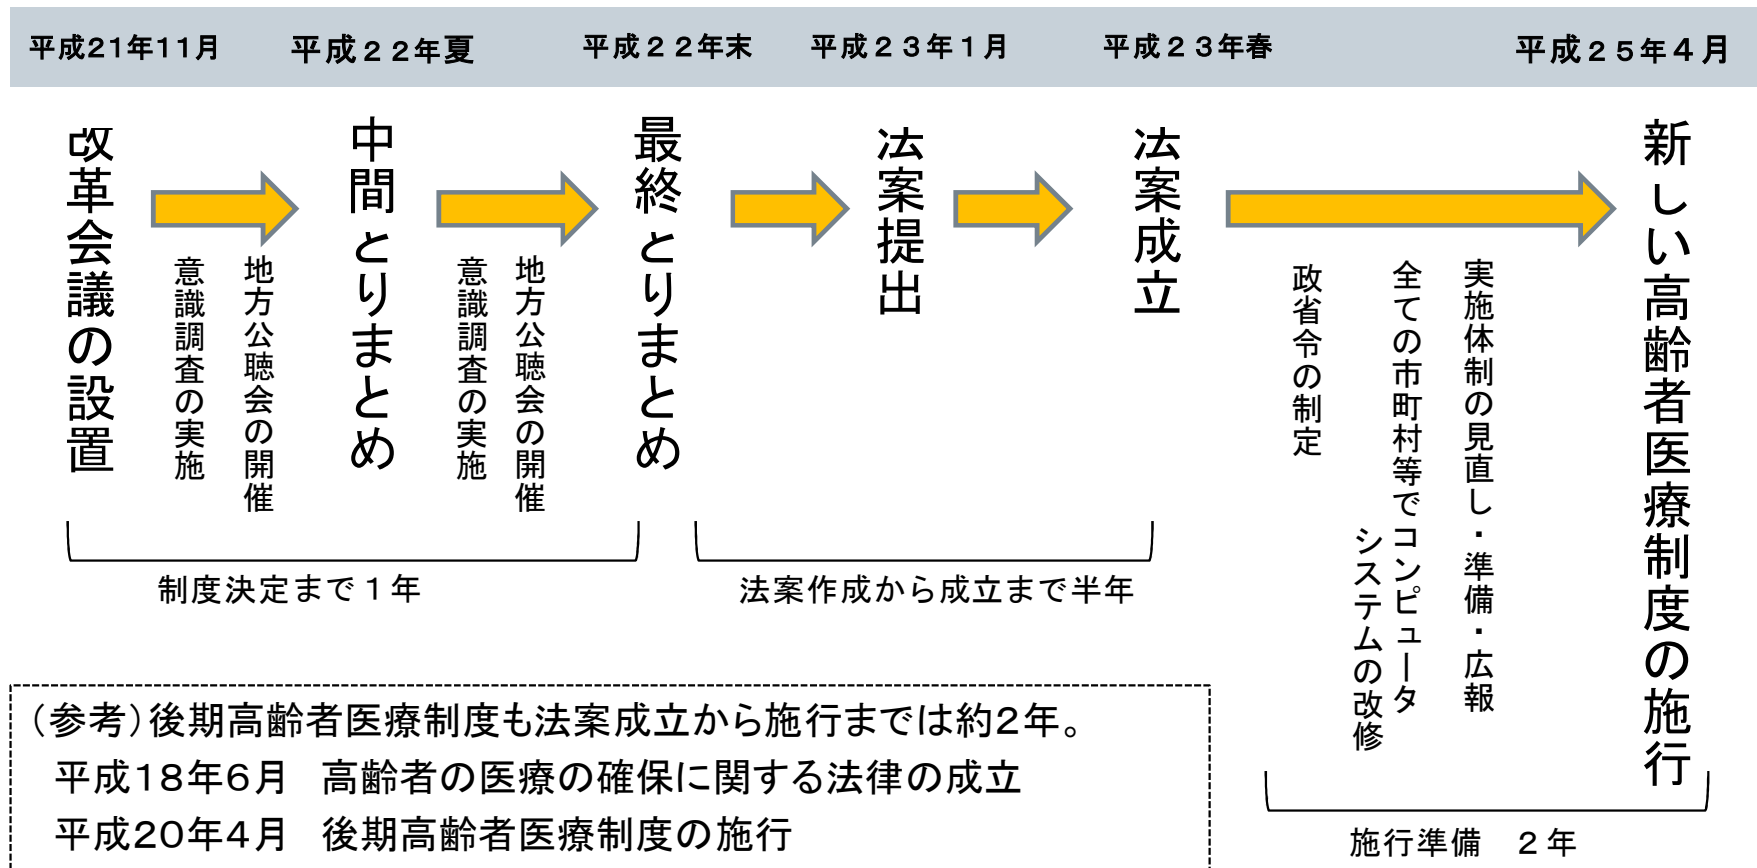 平成21年11月
平成２２年夏
平成２２年末
平成２３年１月
平成２３年春
平成２５年４月
改革会議の設置
地方公聴会の開催
意識調査の実施
中間とりまとめ
地方公聴会の開催
意識調査の実施
最終とりまとめ
法案提出
法案成立
実施体制の見直し・準備・広報
全ての市町村等でコンピュータ
システムの改修
政省令の制定
新しい高齢者医療制度の施行
制度決定まで１年
法案作成から成立まで半年
施行準備　２年
（参考）後期高齢者医療制度も法案成立から施行までは約２年。
平成18年6月　高齢者の医療の確保に関する法律の成立
平成20年4月　後期高齢者医療制度の施行